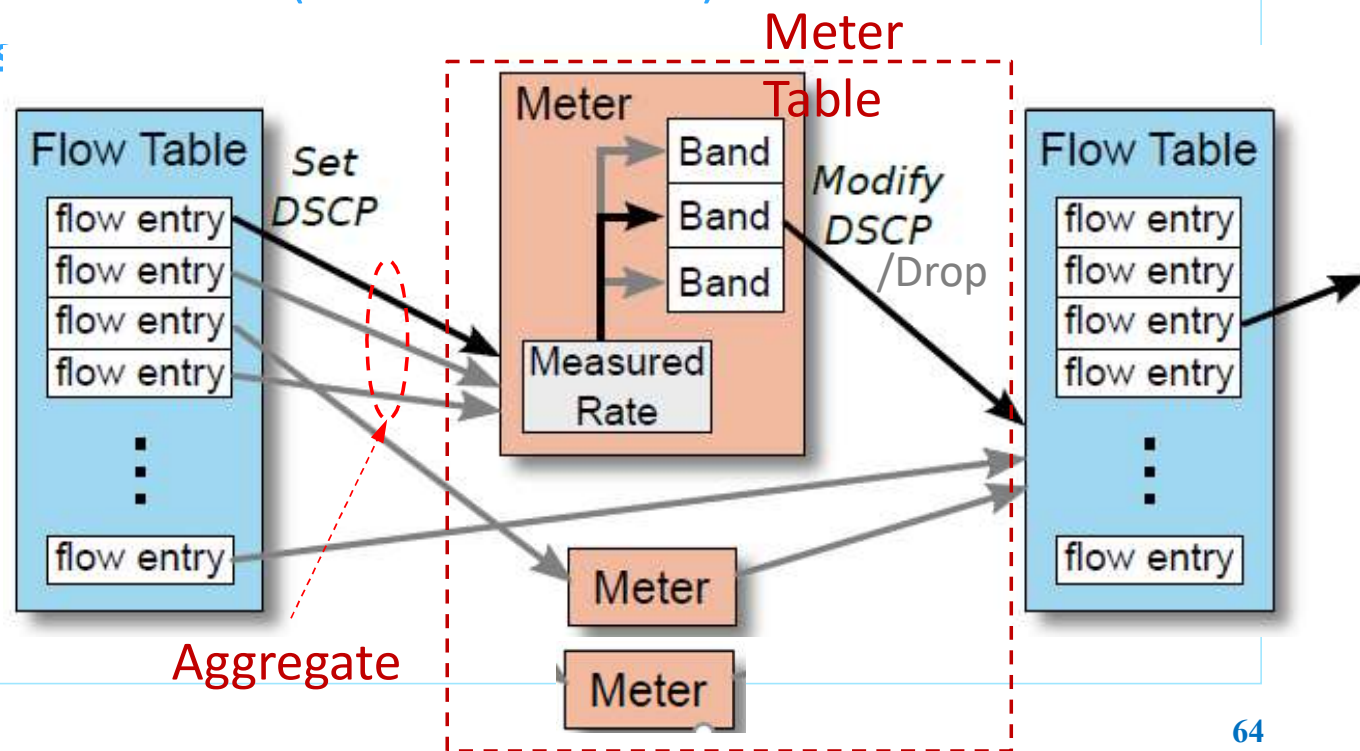 Meter
Table
Flow Table
flow entry
flow entry
flow entry
flow entry
flow entry
Set
DSCP
Aggregate
Meter
Band
Band
Band
Measured
Rate
Modify
DSCP
/Drop
Meter
Meter
Flow Table
flow entry
flow entry
flow entry
flow entry
flow entry
64